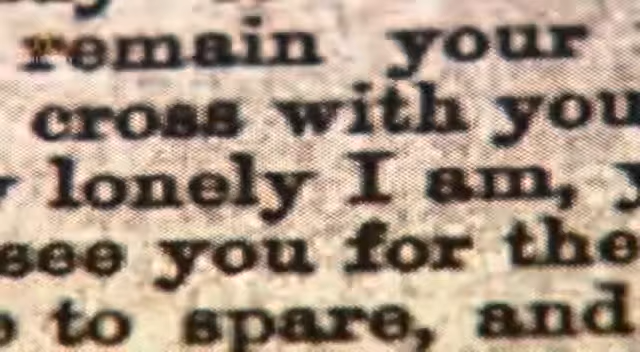 remain your
cross with you
lonely I am,
see you for the
to spare, and